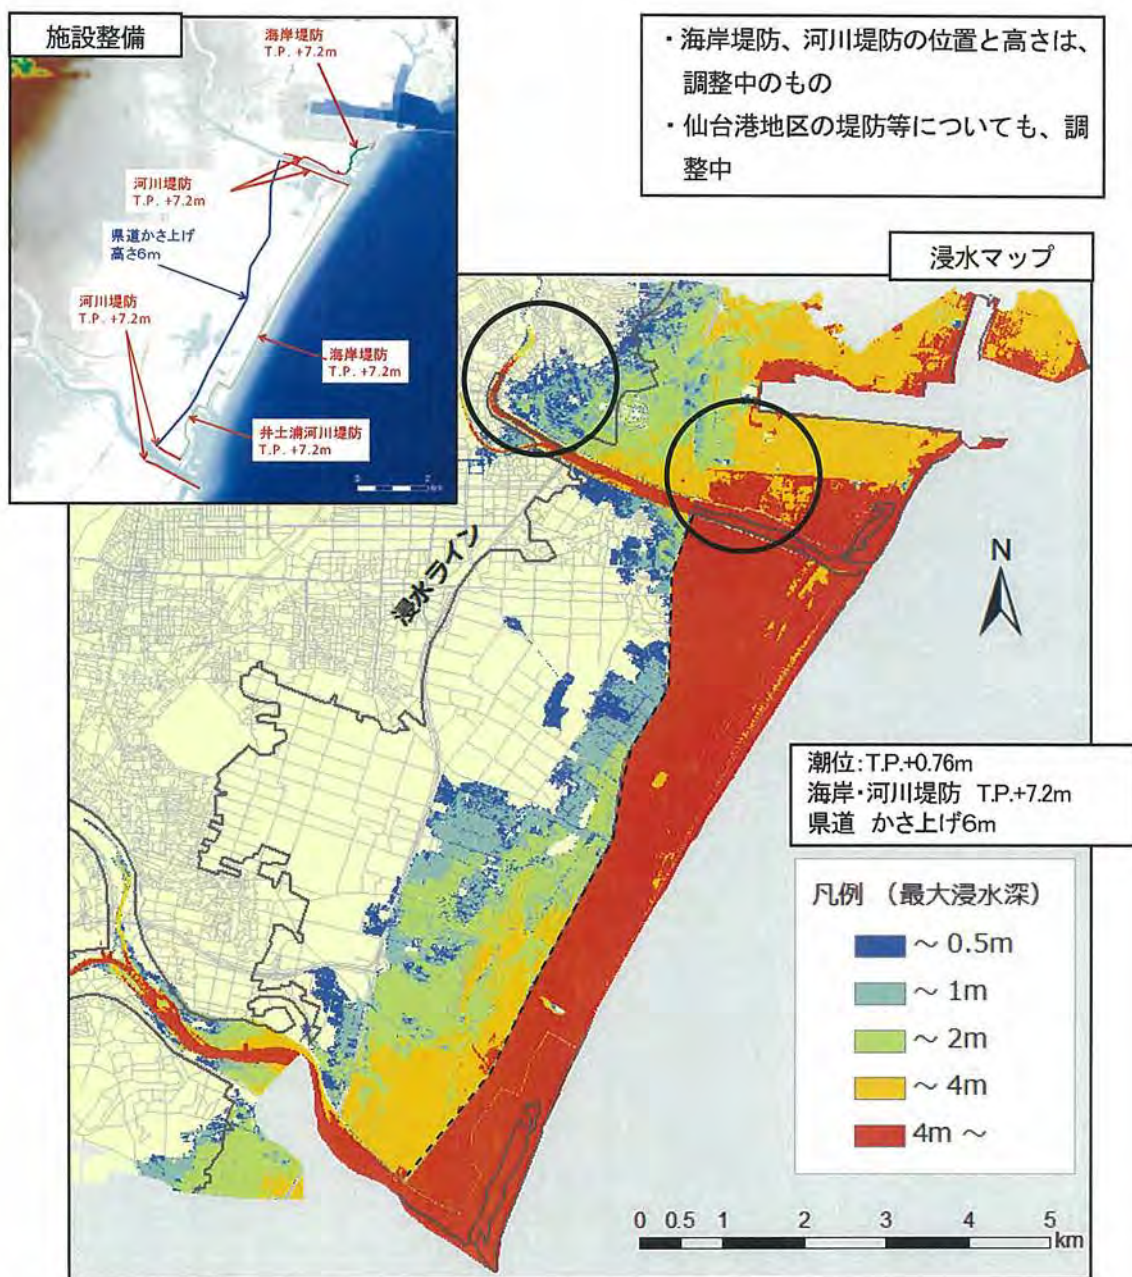 施設整備
海岸堤防
T.P. +7.2m
河川堤防
T.P. +7.2m
県道かさ上げ
高さ6m
河川堤防
T.P. +7.2m
海岸堤防
T.P. +7.2m
井土浦河川堤防
T.P. +7.2m
0 2
km
・海岸堤防、河川堤防の位置と高さは、
調整中のもの
・仙台港地区の堤防等についても、調
整中
浸水マップ
浸水ライン
N
潮位:T.P.+0.76m
海岸・河川堤防 T.P.+7.2m
県道 かさ上げ6m
凡例 (最大浸水深)
~ 0.5m
~ 1m
~ 2m
~ 4m
4m ~
0 0.5 1 2 3 4 5
km